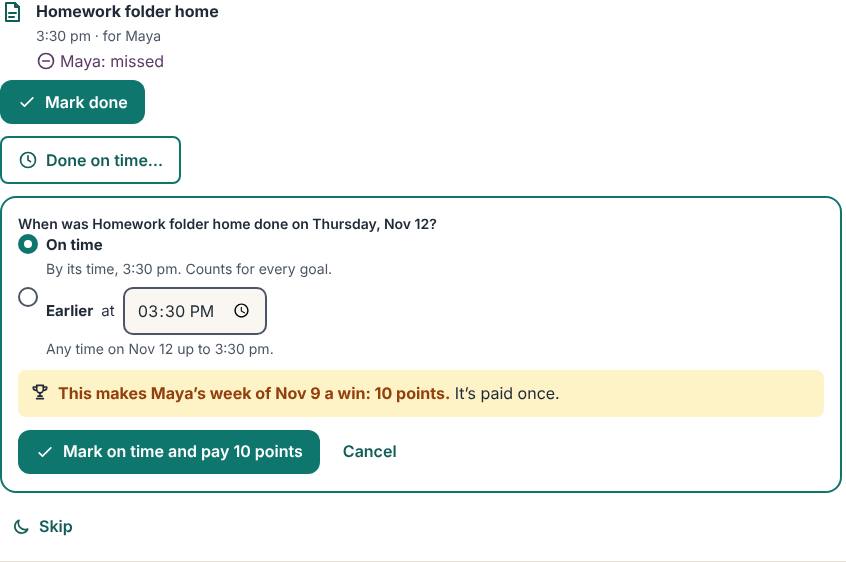 Homework folder home
3:30 pm · for Maya
Maya: missed
Mark done
Done on time...
When was Homework folder home done on Thursday, Nov 12?
On time
By its time, 3:30 pm. Counts for every goal.
Earlier at 03:30 PM
Any time on Nov 12 up to 3:30 pm.
This makes Maya’s week of Nov 9 a win: 10 points. It’s paid once.
Mark on time and pay 10 points Cancel
Skip